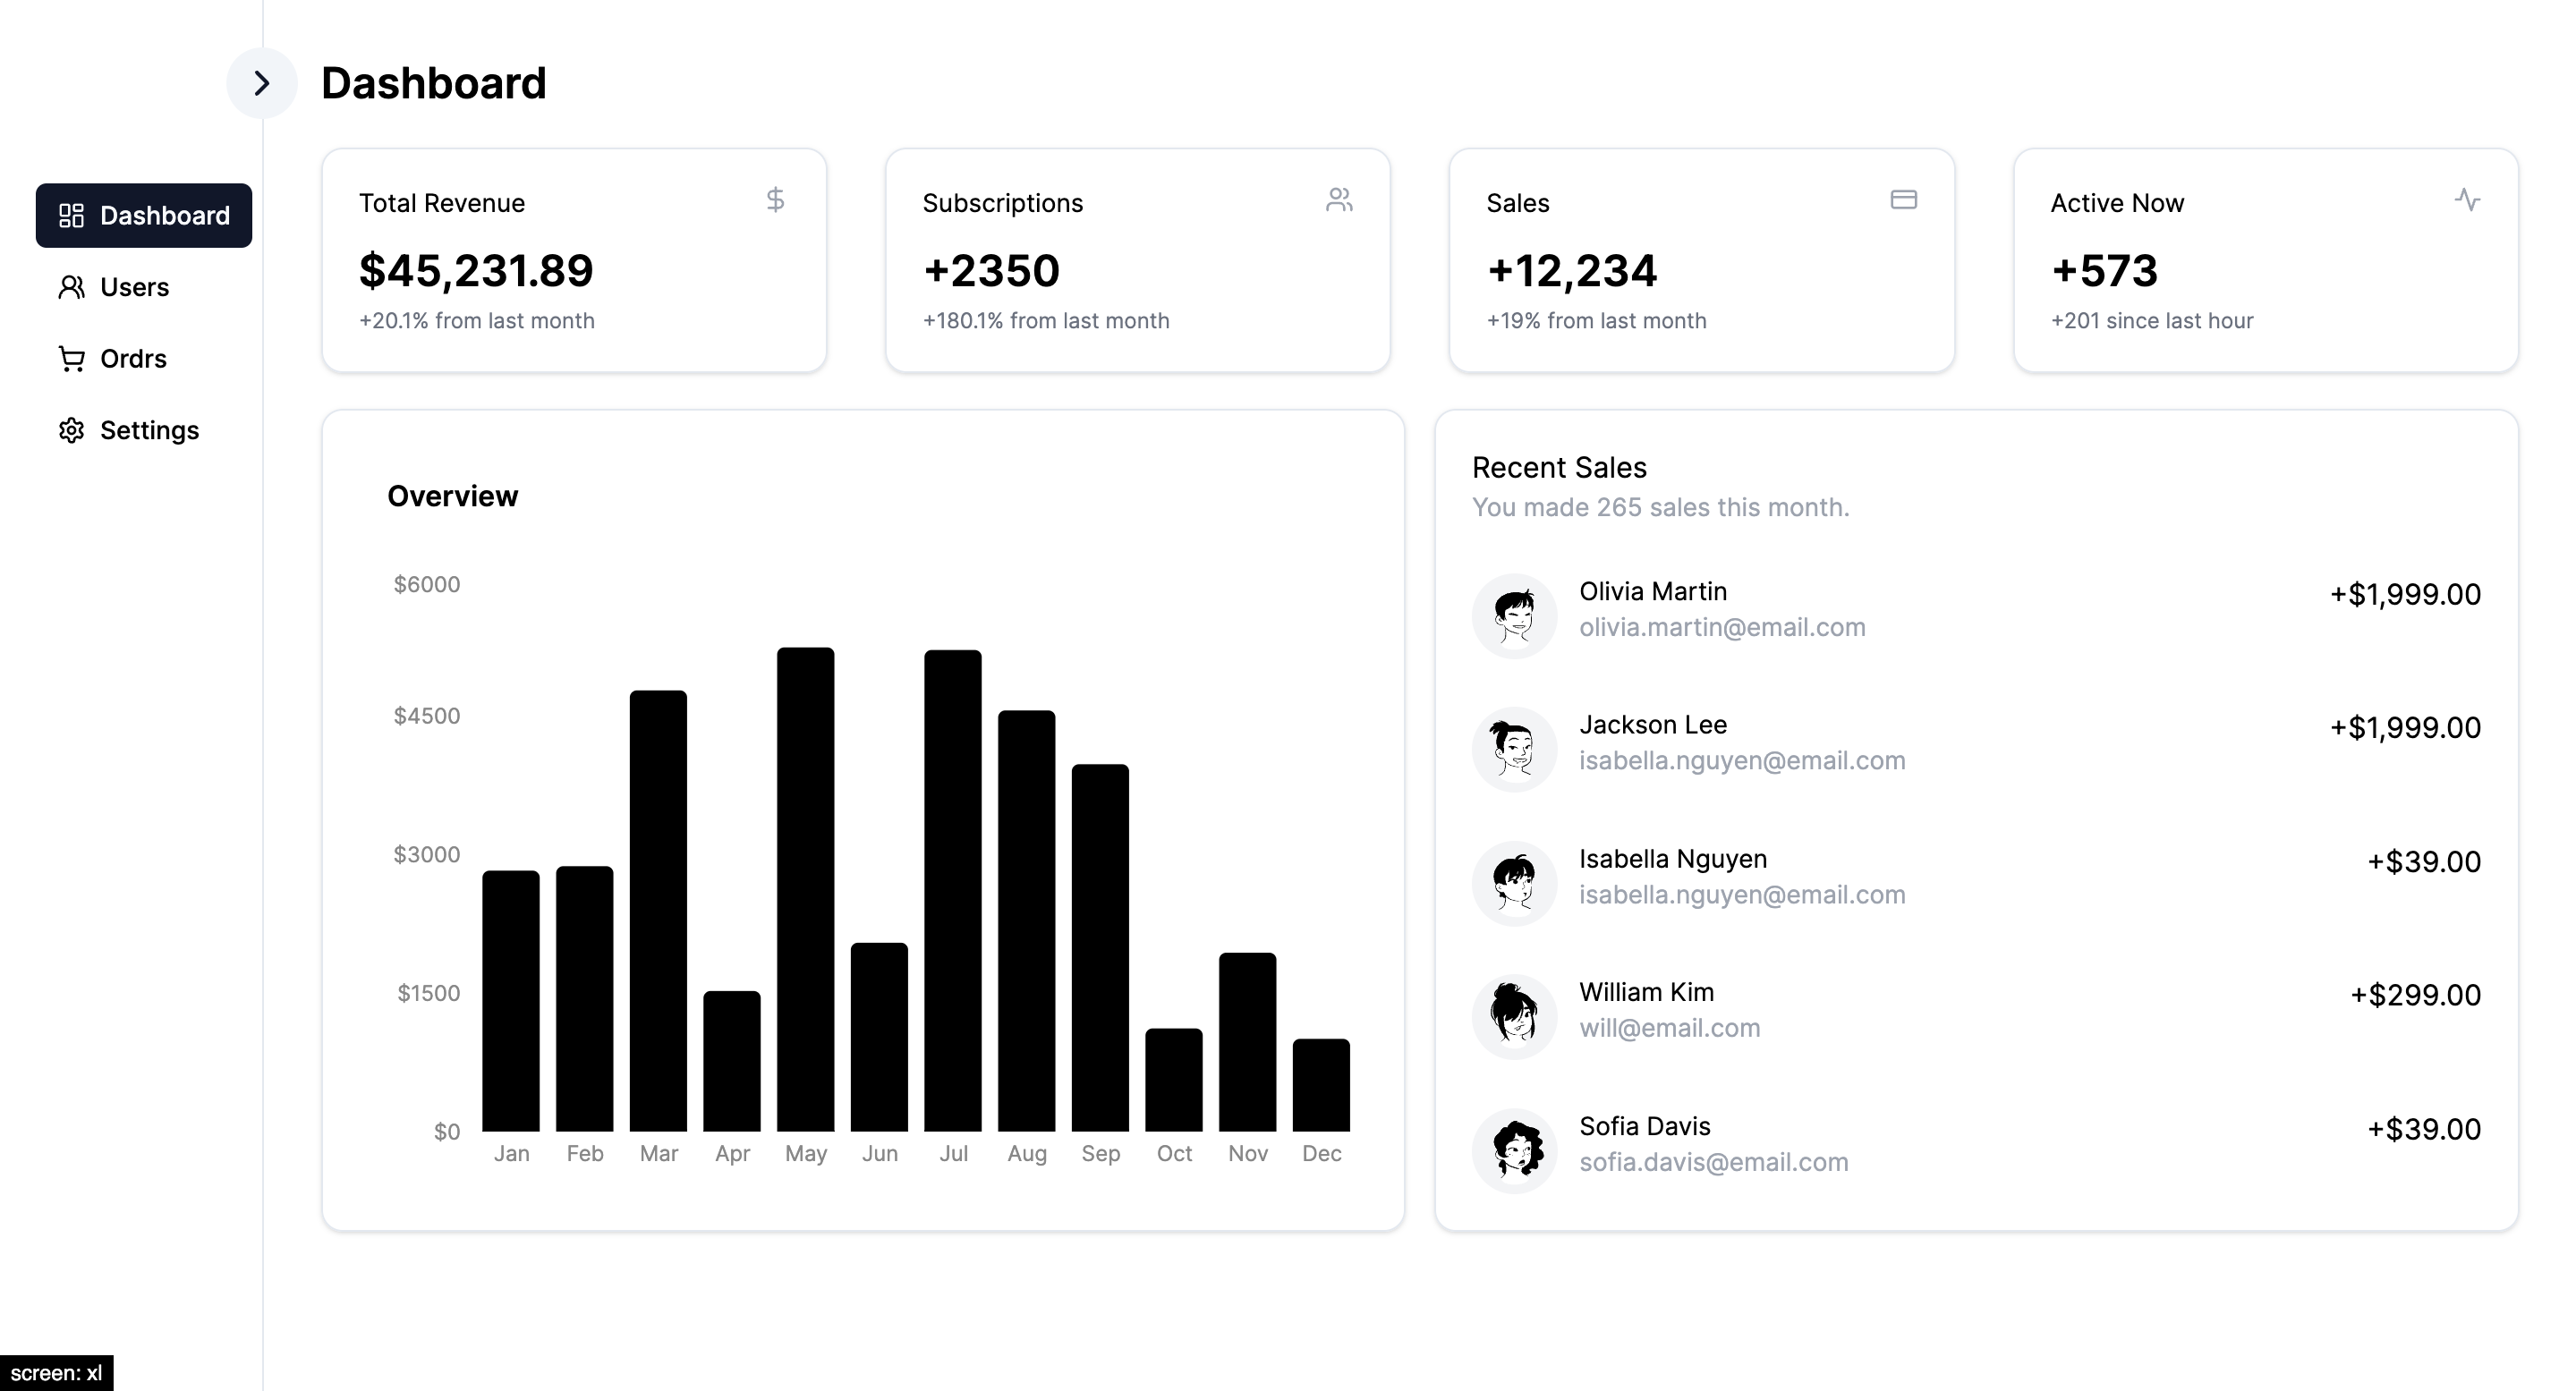 Dashboard
Dashboard
Users
Ordrs
Settings
Total Revenue
$45,231.89
+20.1% from last month
Subscriptions
+2350
+180.1% from last month
Sales
+12,234
+19% from last month
Active Now
+573
+201 since last hour
Overview
$6000
$4500
$3000
$1500
$0
Jan Feb Mar Apr May Jun Jul Aug Sep Oct Nov Dec
Recent Sales
You made 265 sales this month.
Olivia Martin
olivia.martin@email.com
+$1,999.00
Jackson Lee
isabella.nguyen@email.com
+$1,999.00
Isabella Nguyen
isabella.nguyen@email.com
+$39.00
William Kim
will@email.com
+$299.00
Sofia Davis
sofia.davis@email.com
+$39.00
screen: xl